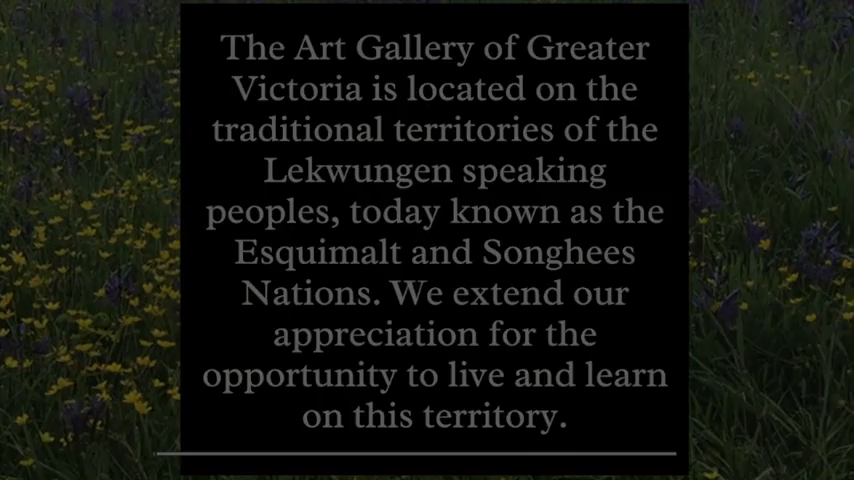 The Art Gallery of Greater
Victoria is located on the
traditional territories of the
Lekwungen speaking
peoples, today known as the
Esquimalt and Songhees
Nations. We extend our
appreciation for the
opportunity to live and learn
on this territory.